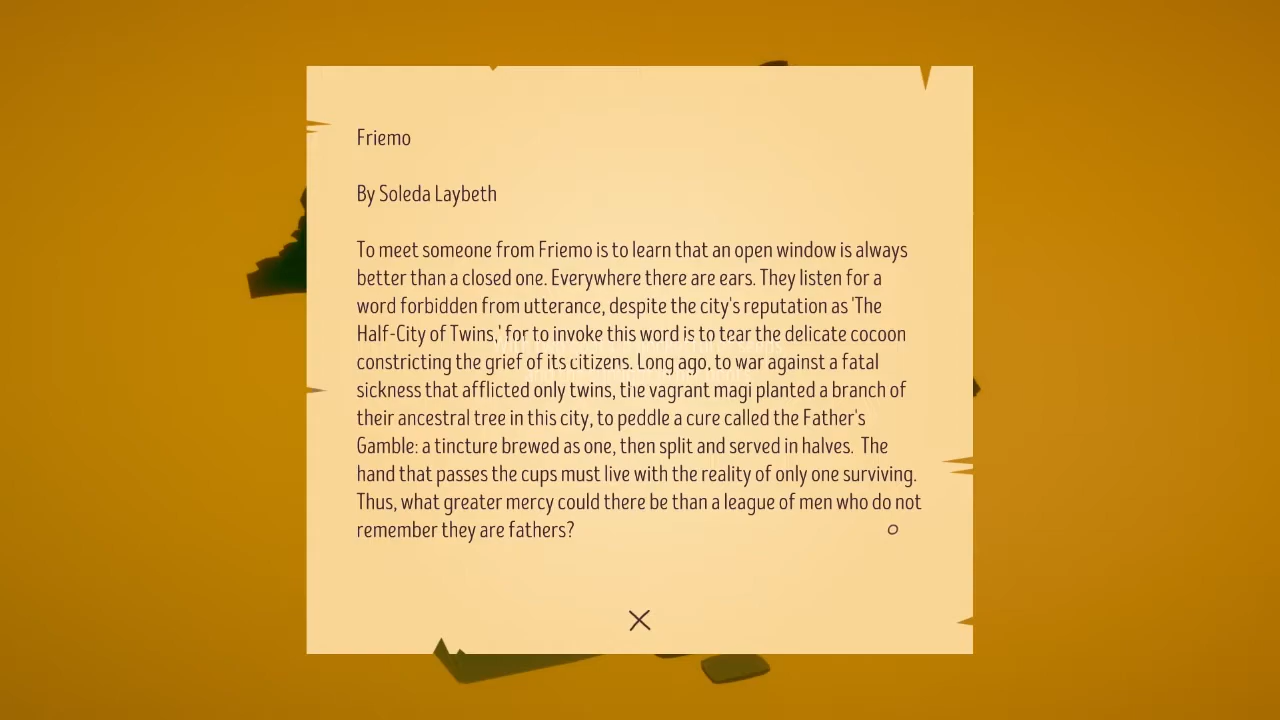 Friemo
By Soleda Laybeth
To meet someone from Friemo is to learn that an open window is always
better than a closed one. Everywhere there are ears. They listen for a
word forbidden from utterance, despite the city's reputation as 'The
Half-City of Twins,' for to invoke this word is to tear the delicate cocoon
constricting the grief of its citizens. Long ago, to war against a fatal
sickness that afflicted only twins, the vagrant magi planted a branch of
their ancestral tree in this city, to peddle a cure called the Father's
Gamble: a tincture brewed as one, then split and served in halves. The
hand that passes the cups must live with the reality of only one surviving.
Thus, what greater mercy could there be than a league of men who do not
remember they are fathers?